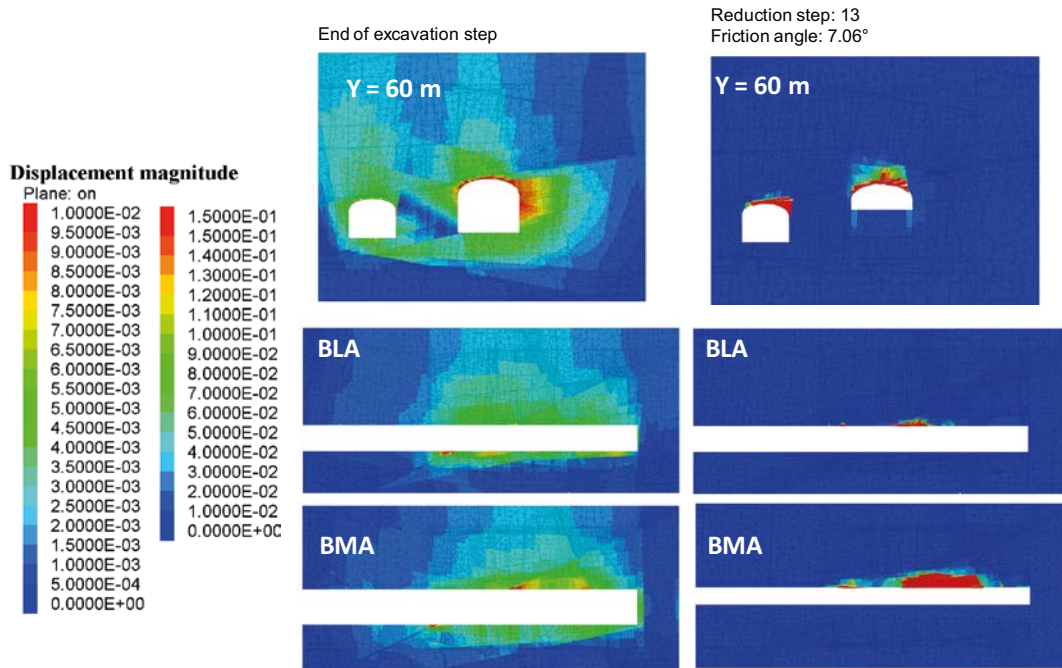 End of excavation step
Reduction step: 13
Friction angle: 7.06°
Y = 60 m
Y = 60 m
Displacement magnitude
Plane: on
1.0000E-02
9.5000E-03
9.0000E-03
8.5000E-03
8.0000E-03
7.5000E-03
7.0000E-03
6.5000E-03
6.0000E-03
5.5000E-03
5.0000E-03
4.5000E-03
4.0000E-03
3.5000E-03
3.0000E-03
2.5000E-03
2.0000E-03
1.5000E-03
1.0000E-03
5.0000E-04
0.0000E+00
1.5000E-01
1.5000E-01
1.4000E-01
1.3000E-01
1.2000E-01
1.1000E-01
1.0000E-01
9.0000E-02
8.0000E-02
7.0000E-02
6.0000E-02
5.0000E-02
4.0000E-02
3.0000E-02
2.0000E-02
1.0000E-02
0.0000E+00
BLA
BLA
BMA
BMA